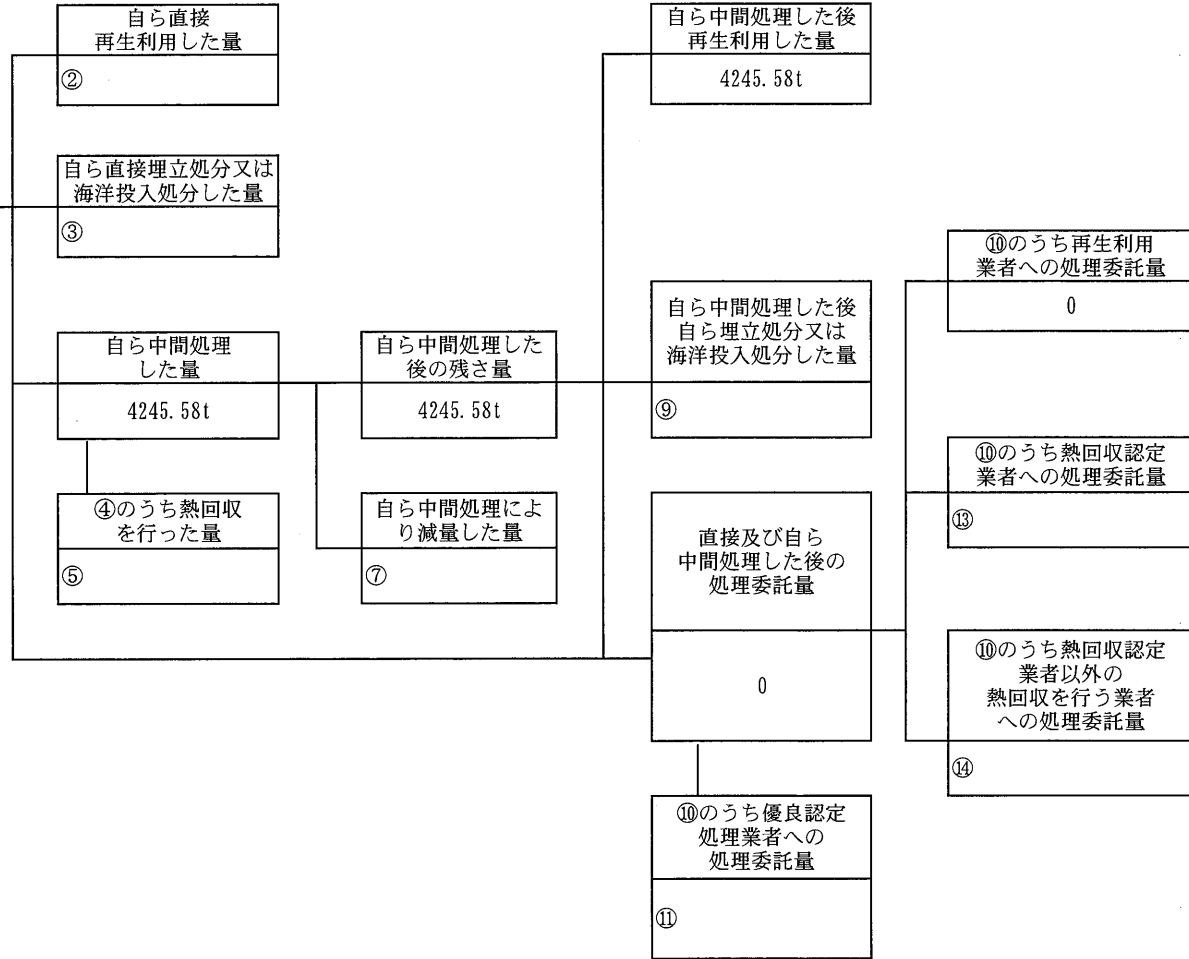 自ら直接
再生利用した量
②
自ら直接埋立処分又は
海洋投入処分した量
③
自ら中間処理
した量
4245.58t
④のうち熱回収
を行った量
⑤
自ら中間処理した
後の残さ量
4245.58t
自ら中間処理によ
り減量した量
⑦
自ら中間処理した後
再生利用した量
4245.58t
自ら中間処理した後
自ら埋立処分又は
海洋投入処分した量
⑨
直接及び自ら
中間処理した後の
処理委託量
0
⑩のうち優良認定
処理業者への
処理委託量
⑪
⑩のうち再生利用
業者への処理委託量
0
⑩のうち熱回収認定
業者への処理委託量
⑬
⑩のうち熱回収認定
業者以外の
熱回収を行う業者
への処理委託量
⑭